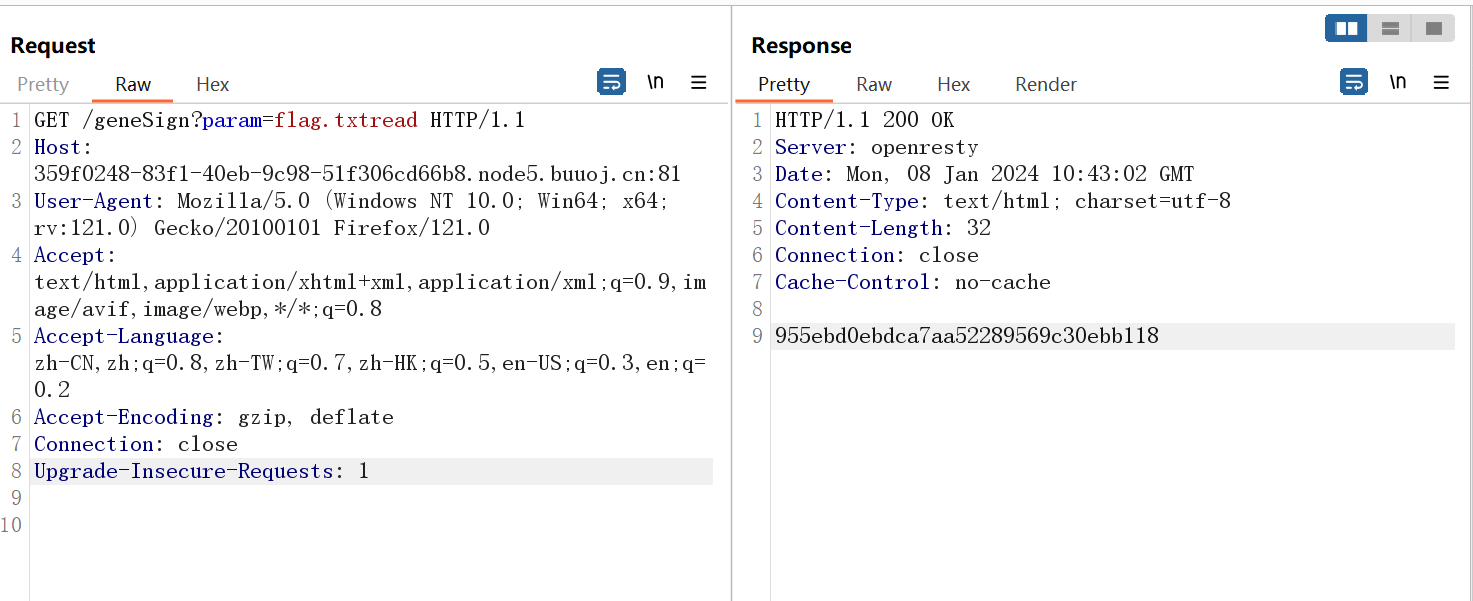 Request
Pretty Raw Hex \n
1 GET /geneSign?param=flag.txtread HTTP/1.1
2 Host:
359f0248-83f1-40eb-9c98-51f306cd66b8.node5.buuoj.cn:81
3 User-Agent: Mozilla/5.0 (Windows NT 10.0; Win64; x64;
rv:121.0) Gecko/20100101 Firefox/121.0
4 Accept:
text/html,application/xhtml+xml,application/xml;q=0.9,im
age/avif,image/webp,*/*;q=0.8
5 Accept-Language:
zh-CN,zh;q=0.8,zh-TW;q=0.7,zh-HK;q=0.5,en-US;q=0.3,en;q=
0.2
6 Accept-Encoding: gzip, deflate
7 Connection: close
8 Upgrade-Insecure-Requests: 1
9
10
Response
Pretty Raw Hex Render \n
1 HTTP/1.1 200 OK
2 Server: openresty
3 Date: Mon, 08 Jan 2024 10:43:02 GMT
4 Content-Type: text/html; charset=utf-8
5 Content-Length: 32
6 Connection: close
7 Cache-Control: no-cache
8
9 955ebd0ebdca7aa52289569c30ebb118